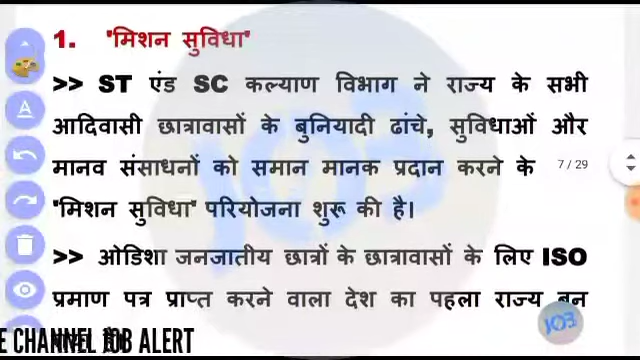 1. "मिशन सुविधा"
>> ST एंड SC कल्याण विभाग ने राज्य के सभी
आदिवासी छात्रावासों के बुनियादी ढांचे, सुविधाओं और
मानव संसाधनों को समान मानक प्रदान करने के
7 / 29
"मिशन सुविधा" परियोजना शुरू की है।
>> ओडिशा जनजातीय छात्रों के छात्रावासों के लिए ISO
प्रमाण पत्र प्राप्त करने वाला देश का पहला राज्य बन
E CHANNEL JOB ALERT